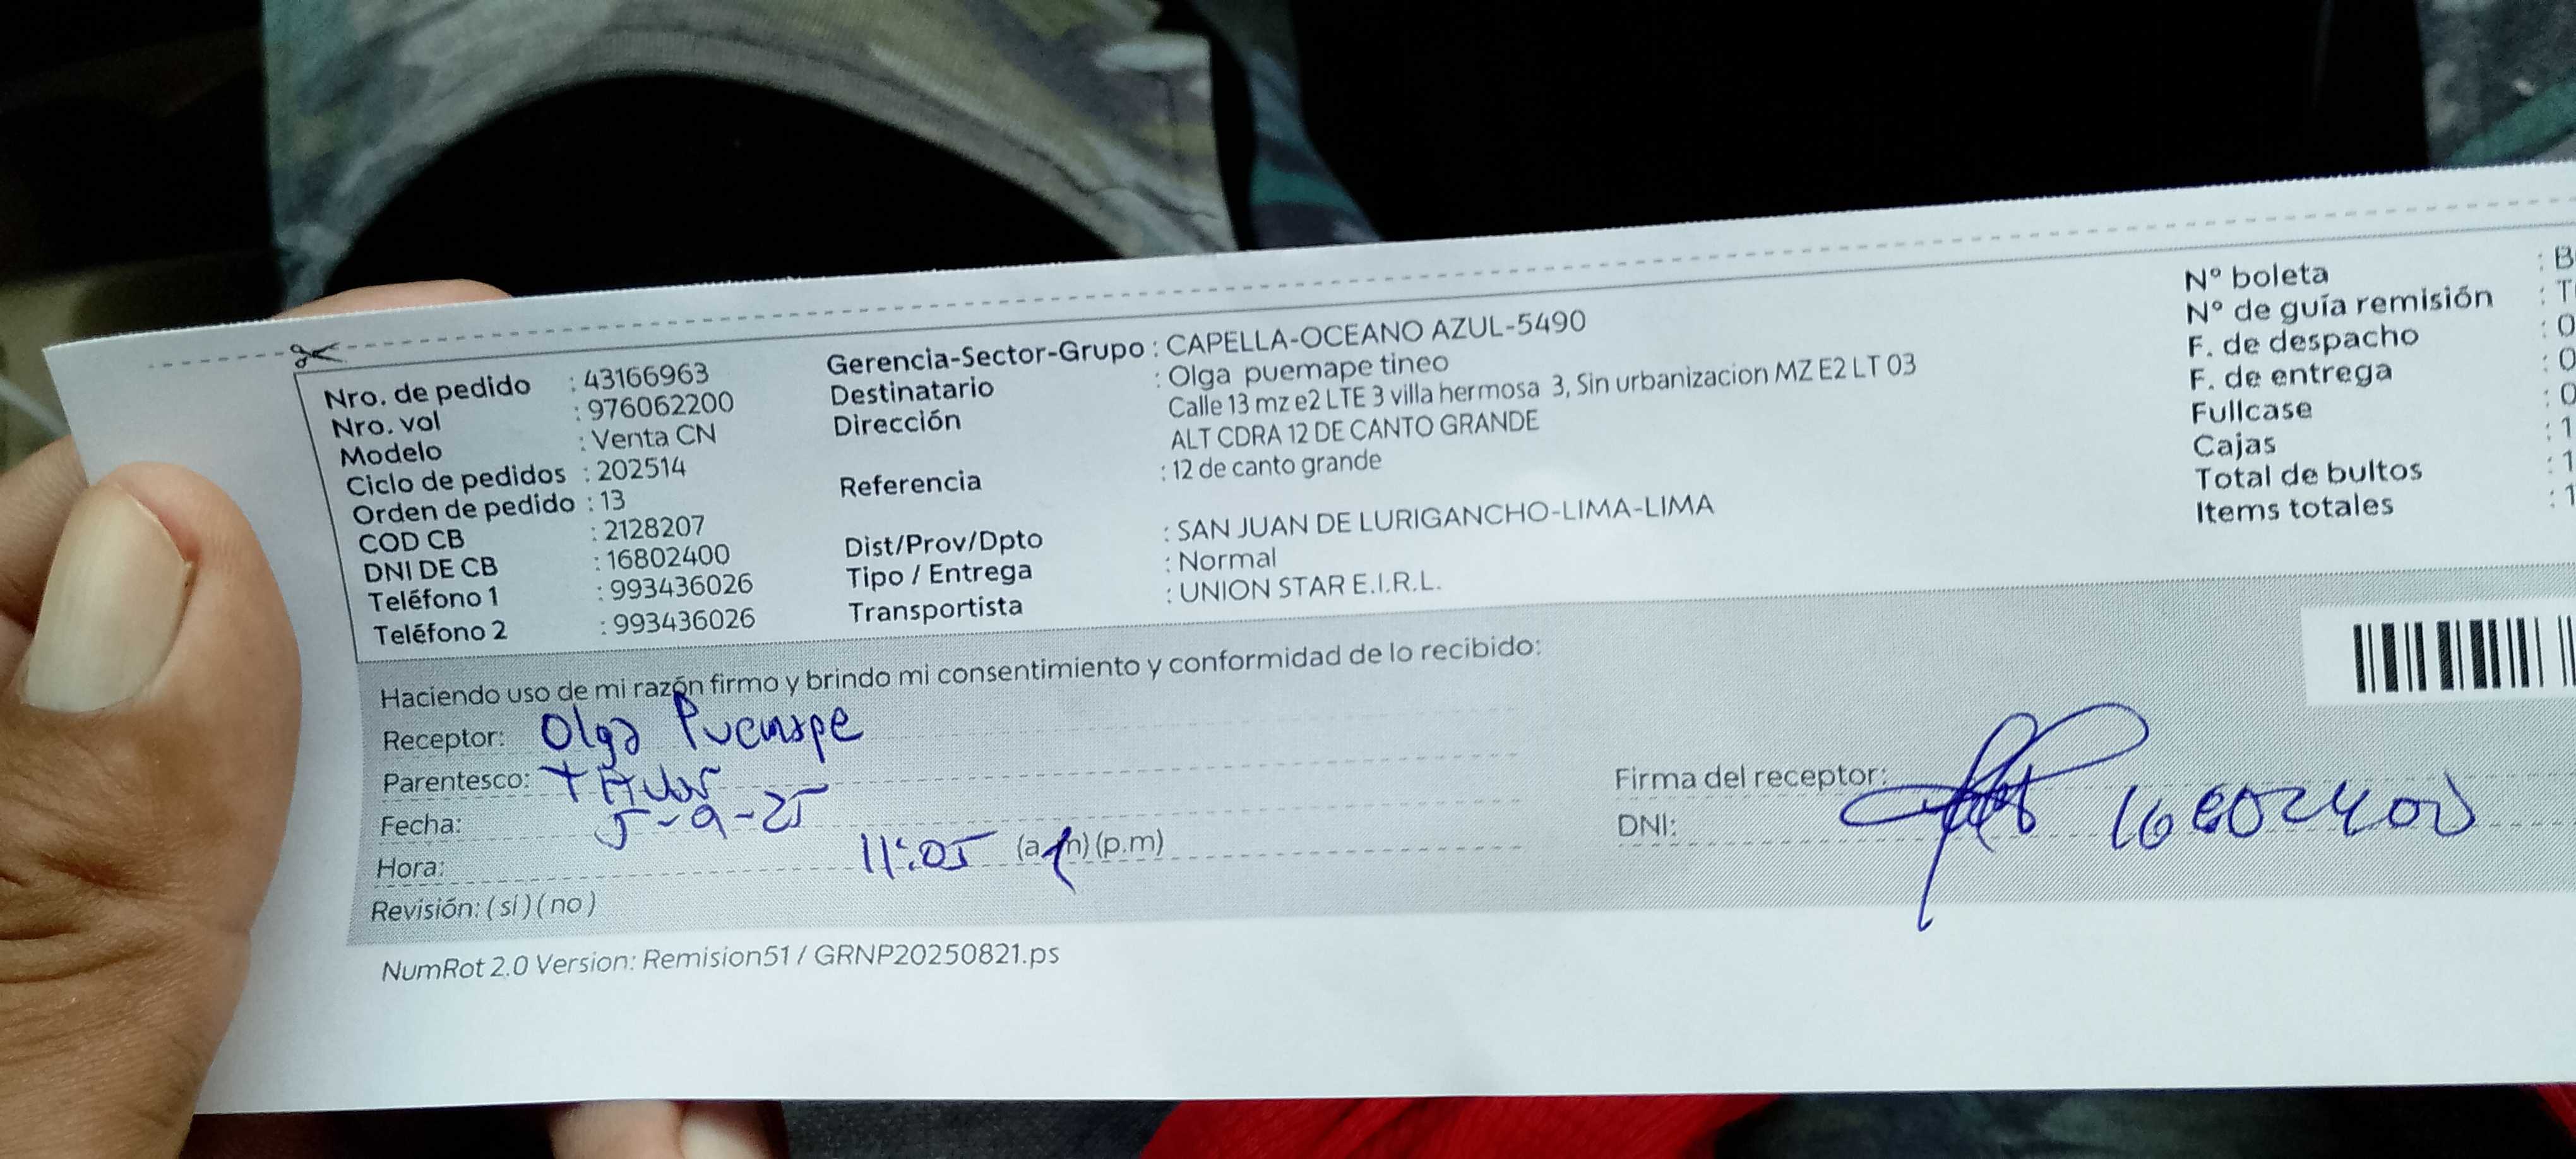 Nro. de pedido : 43166963
Nro. vol : 976062200
Modelo : Venta CN
Ciclo de pedidos : 202514
Orden de pedido : 13
COD CB : 2128207
DNI DE CB : 16802400
Teléfono 1 : 993436026
Teléfono 2 : 993436026
Gerencia-Sector-Grupo : CAPELLA-OCEANO AZUL-5490
Destinatario : Olga puemape tineo
Dirección Calle 13 mz e2 LTE 3 villa hermosa 3, Sin urbanizacion MZ E2 LT 03
ALT CDRA 12 DE CANTO GRANDE
Referencia : 12 de canto grande
Dist/Prov/Dpto : SAN JUAN DE LURIGANCHO-LIMA-LIMA
Tipo / Entrega : Normal
Transportista : UNION STAR E.I.R.L.
N° boleta : B
N° de guía remisión : T
F. de despacho : 0
F. de entrega : 0
Fullcase : 0
Cajas : 1
Total de bultos : 1
Items totales : 1
Haciendo uso de mi razón firmo y brindo mi consentimiento y conformidad de lo recibido:
Receptor: Olga Puemape
Parentesco: Titular
Fecha: 5-9-25
Hora: 11:05 (a.m) (p.m)
Revisión: ( si ) ( no )
Firma del receptor:
DNI: 16802400
NumRot 2.0 Version: Remision51 / GRNP20250821.ps